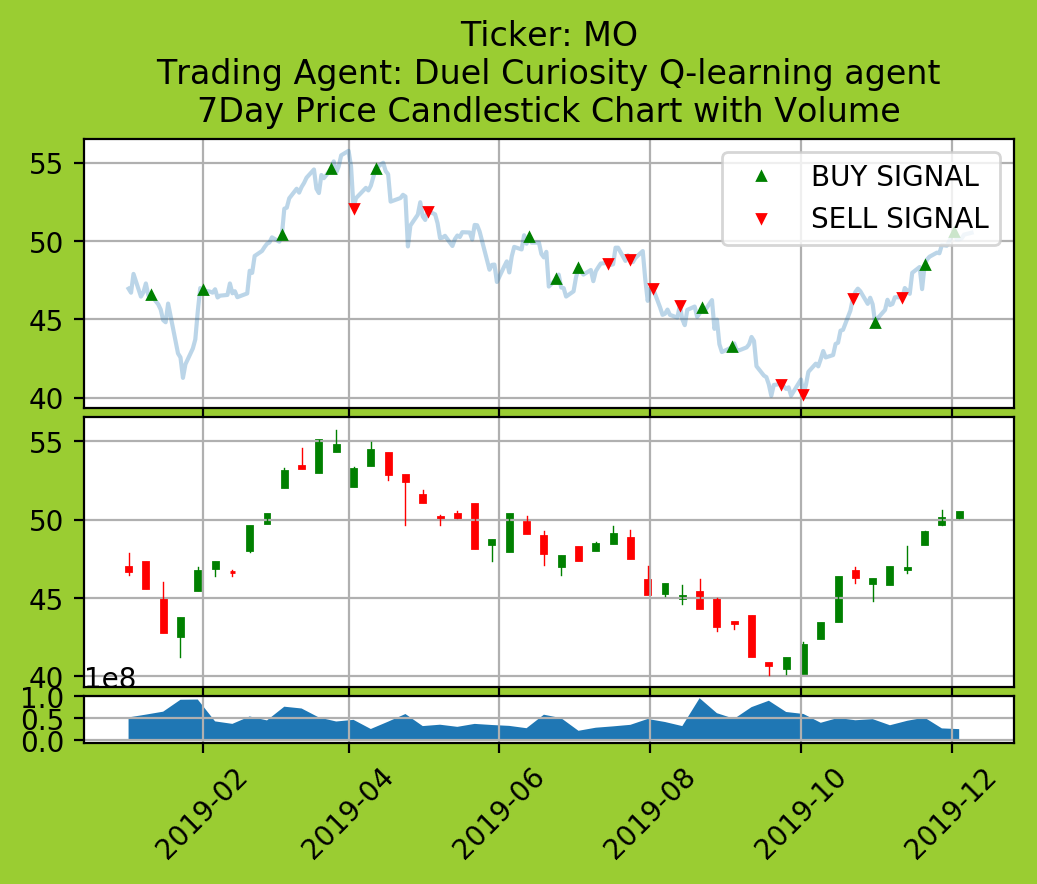 Ticker: MO
Trading Agent: Duel Curiosity Q-learning agent
7Day Price Candlestick Chart with Volume
55
50
45
40
BUY SIGNAL
SELL SIGNAL
55
50
45
40
1e8
1.0
0.5
0.0
2019-02
2019-04
2019-06
2019-08
2019-10
2019-12